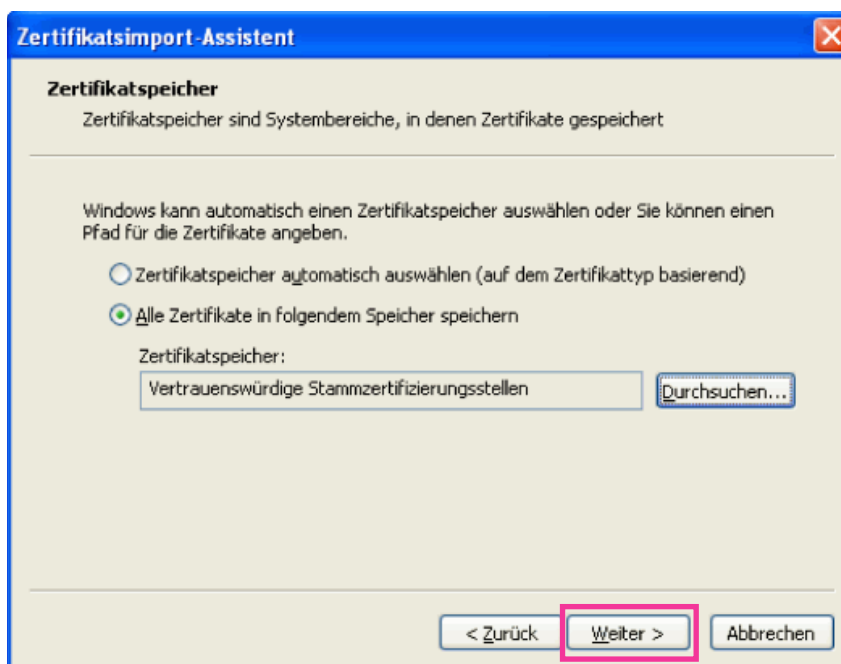 Zertifikatsimport-Assistent
Zertifikatspeicher
Zertifikatspeicher sind Systembereiche, in denen Zertifikate gespeichert
Windows kann automatisch einen Zertifikatspeicher auswählen oder Sie können einen
Pfad für die Zertifikate angeben.
Zertifikatspeicher automatisch auswählen (auf dem Zertifikattyp basierend)
Alle Zertifikate in folgendem Speicher speichern
Zertifikatspeicher:
Vertrauenswürdige Stammzertifizierungsstellen
Durchsuchen...
< Zurück
Weiter >
Abbrechen